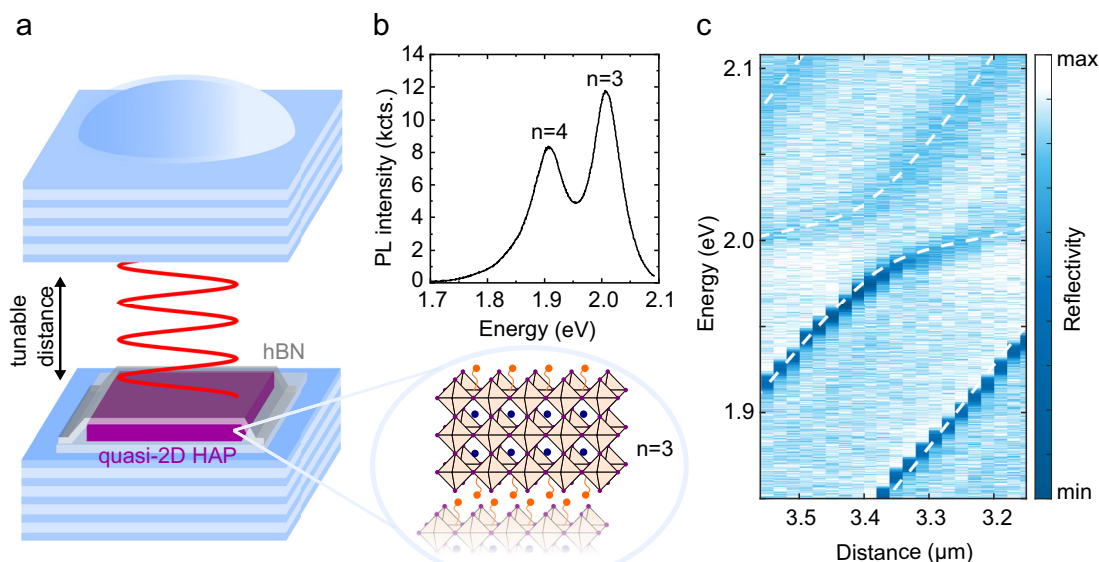 a
tunable
distance
hBN
quasi-2D HAP
b
PL intensity (kcts.)
14
12
10
8
6
4
2
0
n=4
n=3
1.7
1.8
1.9
2.0
2.1
Energy (eV)
n=3
c
Energy (eV)
2.1
2.0
1.9
3.5
3.4
3.3
3.2
Distance (µm)
max
Reflectivity
min